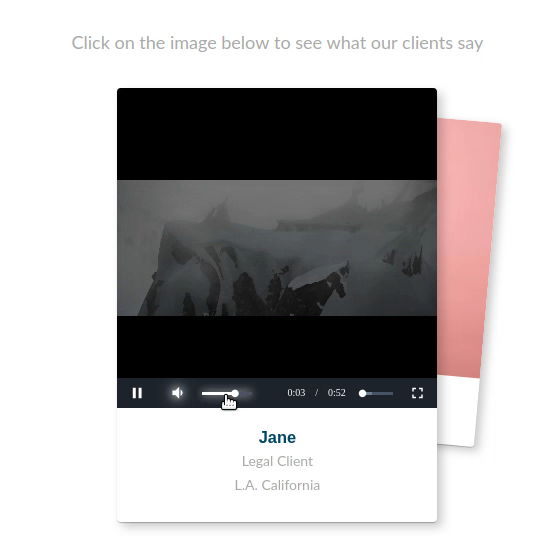 Click on the image below to see what our clients say
0:03 / 0:52
Jane
Legal Client
L.A. California